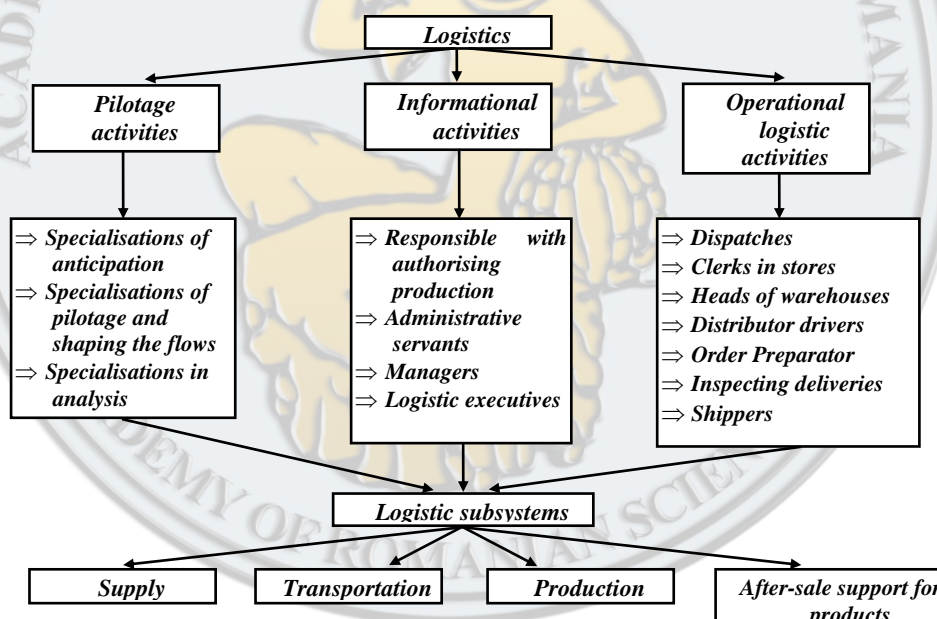 Logistics
Pilotage
activities
Informational
activities
Operational
logistic
activities
⇒ Specialisations of
anticipation
⇒ Specialisations of
pilotage and
shaping the flows
⇒ Specialisations in
analysis
⇒ Responsible with
authorising
production
⇒ Administrative
servants
⇒ Managers
⇒ Logistic executives
⇒ Dispatches
⇒ Clerks in stores
⇒ Heads of warehouses
⇒ Distributor drivers
⇒ Order Preparator
⇒ Inspecting deliveries
⇒ Shippers
Logistic subsystems
Supply
Transportation
Production
After-sale support for
products
OF ROMANIAN